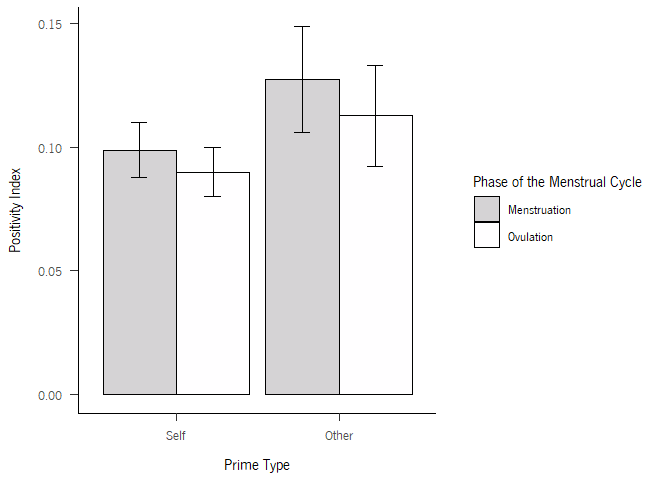 0.15
0.10
0.05
0.00
Positivity Index
Self
Other
Prime Type
Phase of the Menstrual Cycle
Menstruation
Ovulation